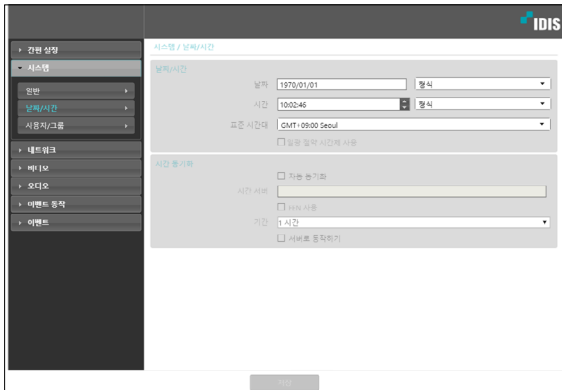 IDIS
간편 설정
시스템
일반
날짜/시간
사용자/그룹
네트워크
비디오
오디오
이벤트 동작
이벤트
시스템 / 날짜/시간
날짜/시간
날짜 1970/01/01 형식
시간 10:02:46 형식
표준 시간대 GMT+09:00 Seoul
일광 절약 시간제 사용
시간 동기화
자동 동기화
시간 서버
사용
기간 1 시간
서버로 동작하기